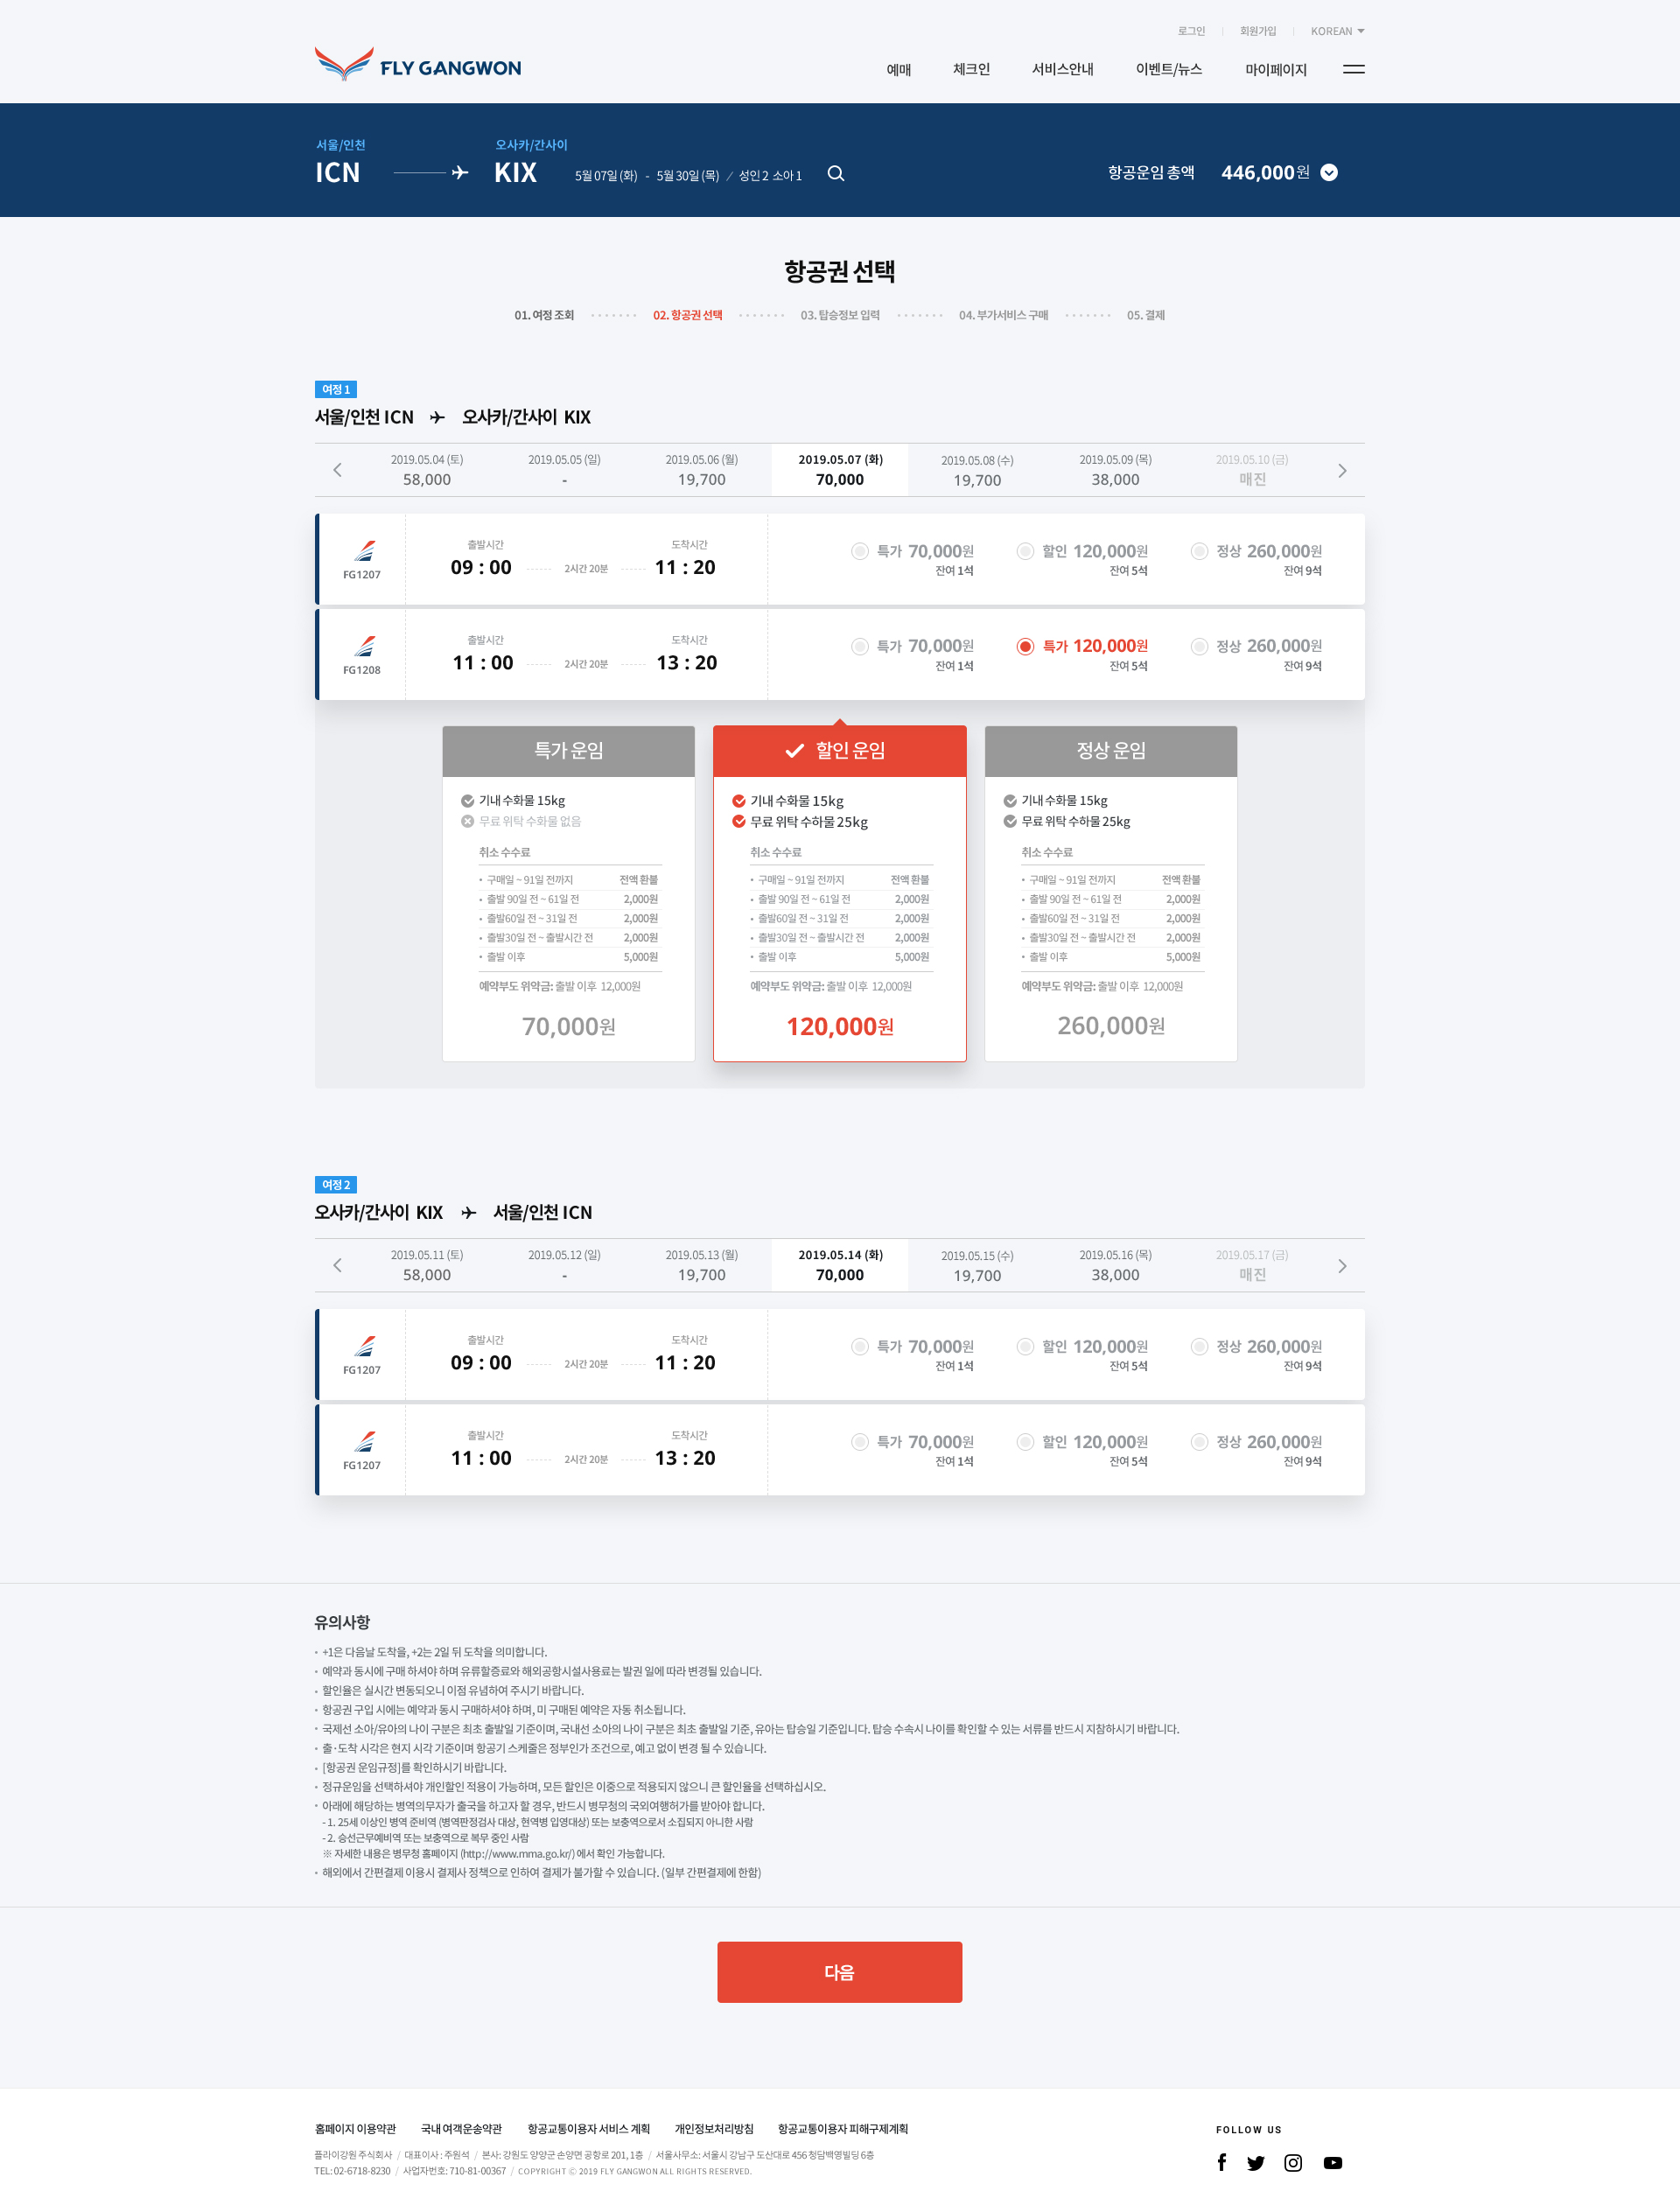 로그인 회원가입 KOREAN
FLY GANGWON 예매 체크인 서비스안내 이벤트/뉴스 마이페이지
서울/인천 오사카/간사이
ICN KIX 5월 07일 (화) - 5월 30일 (목) / 성인 2 소아 1 항공운임 총액 446,000원
항공권 선택
01. 여정 조회 02. 항공권 선택 03. 탑승정보 입력 04. 부가서비스 구매 05. 결제
여정 1
서울/인천 ICN 오사카/간사이 KIX
2019.05.04 (토) 2019.05.05 (일) 2019.05.06 (월) 2019.05.07 (화) 2019.05.08 (수) 2019.05.09 (목) 2019.05.10 (금)
58,000 - 19,700 70,000 19,700 38,000 매진
출발시간 도착시간
FG1207 09 : 00 2시간 20분 11 : 20 특가 70,000원 할인 120,000원 정상 260,000원
잔여 1석 잔여 5석 잔여 9석
출발시간 도착시간
FG1208 11 : 00 2시간 20분 13 : 20 특가 70,000원 특가 120,000원 정상 260,000원
잔여 1석 잔여 5석 잔여 9석
특가 운임
기내 수화물 15kg
무료 위탁 수화물 없음
취소 수수료
구매일 ~ 91일 전까지 전액 환불
출발 90일 전 ~ 61일 전 2,000원
출발60일 전 ~ 31일 전 2,000원
출발30일 전 ~ 출발시간 전 2,000원
출발 이후 5,000원
예약부도 위약금: 출발 이후 12,000원
70,000원
할인 운임
기내 수화물 15kg
무료 위탁 수하물 25kg
취소 수수료
구매일 ~ 91일 전까지 전액 환불
출발 90일 전 ~ 61일 전 2,000원
출발60일 전 ~ 31일 전 2,000원
출발30일 전 ~ 출발시간 전 2,000원
출발 이후 5,000원
예약부도 위약금: 출발 이후 12,000원
120,000원
정상 운임
기내 수화물 15kg
무료 위탁 수하물 25kg
취소 수수료
구매일 ~ 91일 전까지 전액 환불
출발 90일 전 ~ 61일 전 2,000원
출발60일 전 ~ 31일 전 2,000원
출발30일 전 ~ 출발시간 전 2,000원
출발 이후 5,000원
예약부도 위약금: 출발 이후 12,000원
260,000원
여정 2
오사카/간사이 KIX 서울/인천 ICN
2019.05.11 (토) 2019.05.12 (일) 2019.05.13 (월) 2019.05.14 (화) 2019.05.15 (수) 2019.05.16 (목) 2019.05.17 (금)
58,000 - 19,700 70,000 19,700 38,000 매진
출발시간 도착시간
FG1207 09 : 00 2시간 20분 11 : 20 특가 70,000원 할인 120,000원 정상 260,000원
잔여 1석 잔여 5석 잔여 9석
출발시간 도착시간
FG1207 11 : 00 2시간 20분 13 : 20 특가 70,000원 할인 120,000원 정상 260,000원
잔여 1석 잔여 5석 잔여 9석
유의사항
+1은 다음날 도착을, +2는 2일 뒤 도착을 의미합니다.
예약과 동시에 구매 하셔야 하며 유류할증료와 해외공항시설사용료는 발권 일에 따라 변경될 있습니다.
할인율은 실시간 변동되오니 이점 유념하여 주시기 바랍니다.
항공권 구입 시에는 예약과 동시 구매하셔야 하며, 미 구매된 예약은 자동 취소됩니다.
국제선 소아/유아의 나이 구분은 최초 출발일 기준이며, 국내선 소아의 나이 구분은 최초 출발일 기준, 유아는 탑승일 기준입니다. 탑승 수속시 나이를 확인할 수 있는 서류를 반드시 지참하시기 바랍니다.
출·도착 시각은 현지 시각 기준이며 항공기 스케줄은 정부인가 조건으로, 예고 없이 변경 될 수 있습니다.
[항공권 운임규정]를 확인하시기 바랍니다.
정규운임을 선택하셔야 개인할인 적용이 가능하며, 모든 할인은 이중으로 적용되지 않으니 큰 할인율을 선택하십시오.
아래에 해당하는 병역의무자가 출국을 하고자 할 경우, 반드시 병무청의 국외여행허가를 받아야 합니다.
- 1. 25세 이상인 병역 준비역 (병역판정검사 대상, 현역병 입영대상) 또는 보충역으로서 소집되지 아니한 사람
- 2. 승선근무예비역 또는 보충역으로 복무 중인 사람
※ 자세한 내용은 병무청 홈페이지 (http://www.mma.go.kr/) 에서 확인 가능합니다.
해외에서 간편결제 이용시 결제사 정책으로 인하여 결제가 불가할 수 있습니다. (일부 간편결제에 한함)
다음
홈페이지 이용약관 국내 여객운송약관 항공교통이용자 서비스 계획 개인정보처리방침 항공교통이용자 피해구제계획 FOLLOW US
플라이강원 주식회사 / 대표이사 : 주원석 / 본사: 강원도 양양군 손양면 공항로 201, 1층 / 서울사무소: 서울시 강남구 도산대로 456 청담백영빌딩 6층
TEL: 02-6718-8230 / 사업자번호: 710-81-00367 / COPYRIGHT © 2019 FLY GANGWON ALL RIGHTS RESERVED.